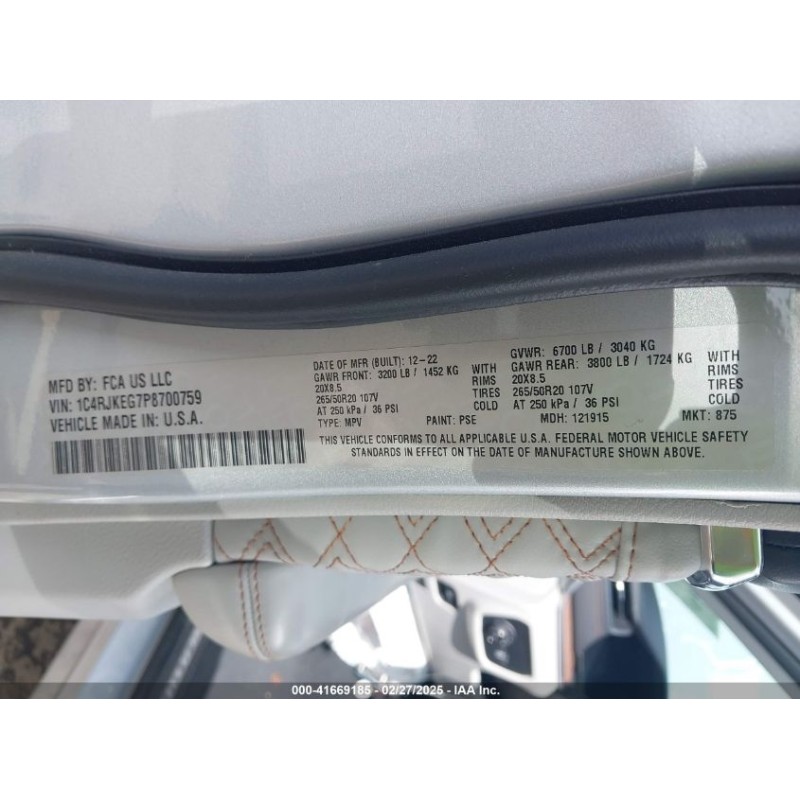 MFD BY: FCA US LLC
VIN: 1C4RJKEG7P8700759
VEHICLE MADE IN: U.S.A.
DATE OF MFR (BUILT): 12-22
GAWR FRONT: 3200 LB / 1452 KG WITH
20X8.5 RIMS
265/50R20 107V TIRES
AT 250 kPa / 36 PSI COLD
TYPE: MPV PAINT: PSE
GVWR: 6700 LB / 3040 KG
GAWR REAR: 3800 LB / 1724 KG WITH
20X8.5 RIMS
265/50R20 107V TIRES
AT 250 kPa / 36 PSI COLD
MDH: 121915 MKT: 875
THIS VEHICLE CONFORMS TO ALL APPLICABLE U.S.A. FEDERAL MOTOR VEHICLE SAFETY
STANDARDS IN EFFECT ON THE DATE OF MANUFACTURE SHOWN ABOVE.
000-41669185 - 02/27/2025 - IAA Inc.